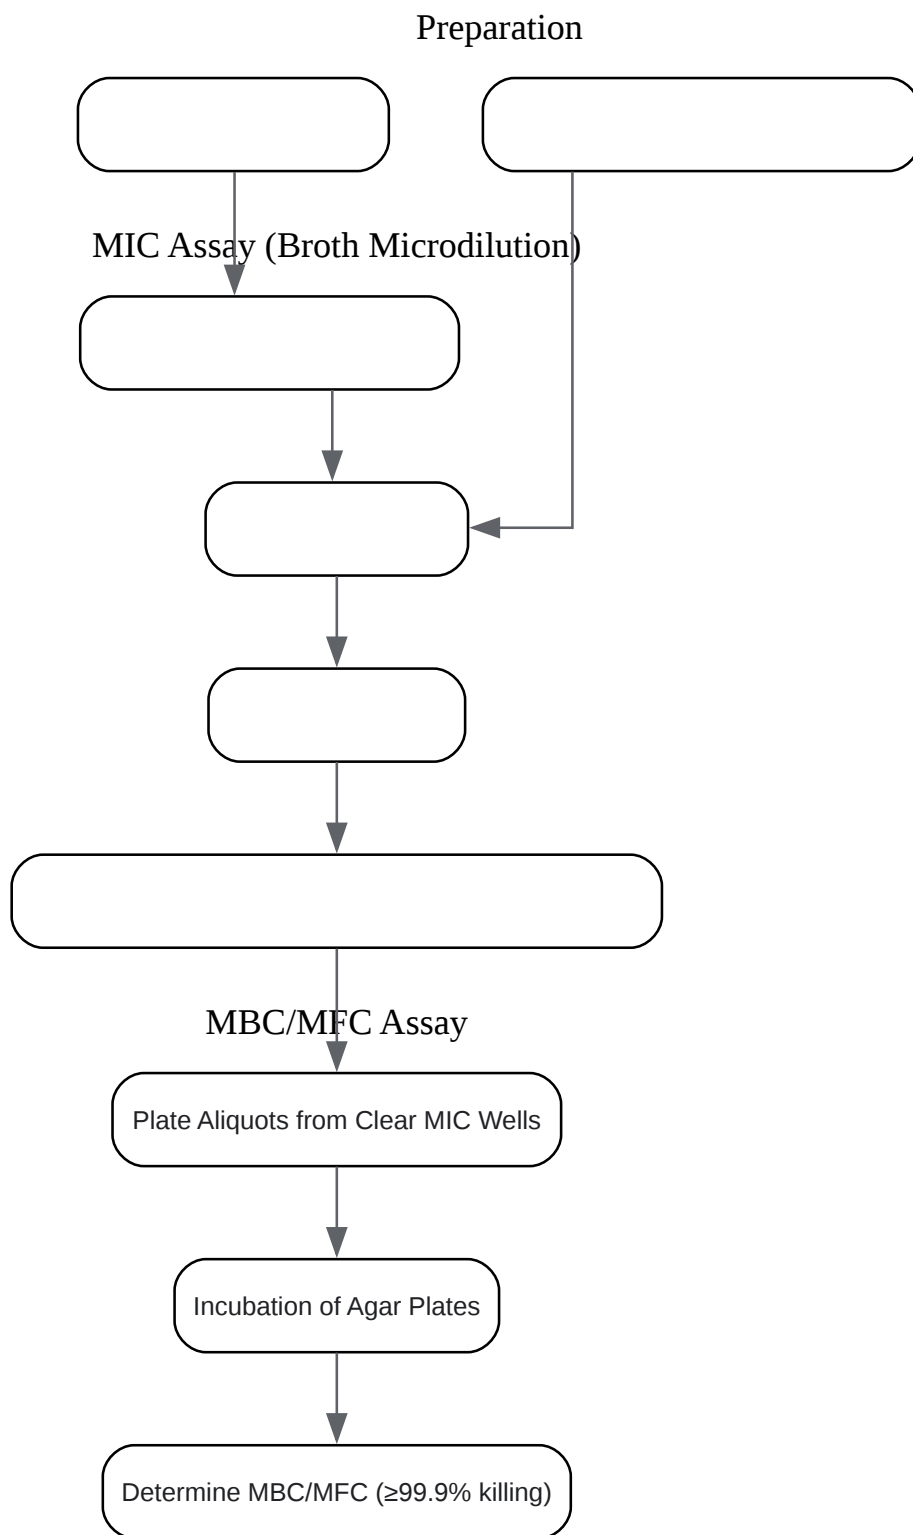 Preparation
MIC Assay (Broth Microdilution)
MBC/MFC Assay
Plate Aliquots from Clear MIC Wells
Incubation of Agar Plates
Determine MBC/MFC (≥99.9% killing)